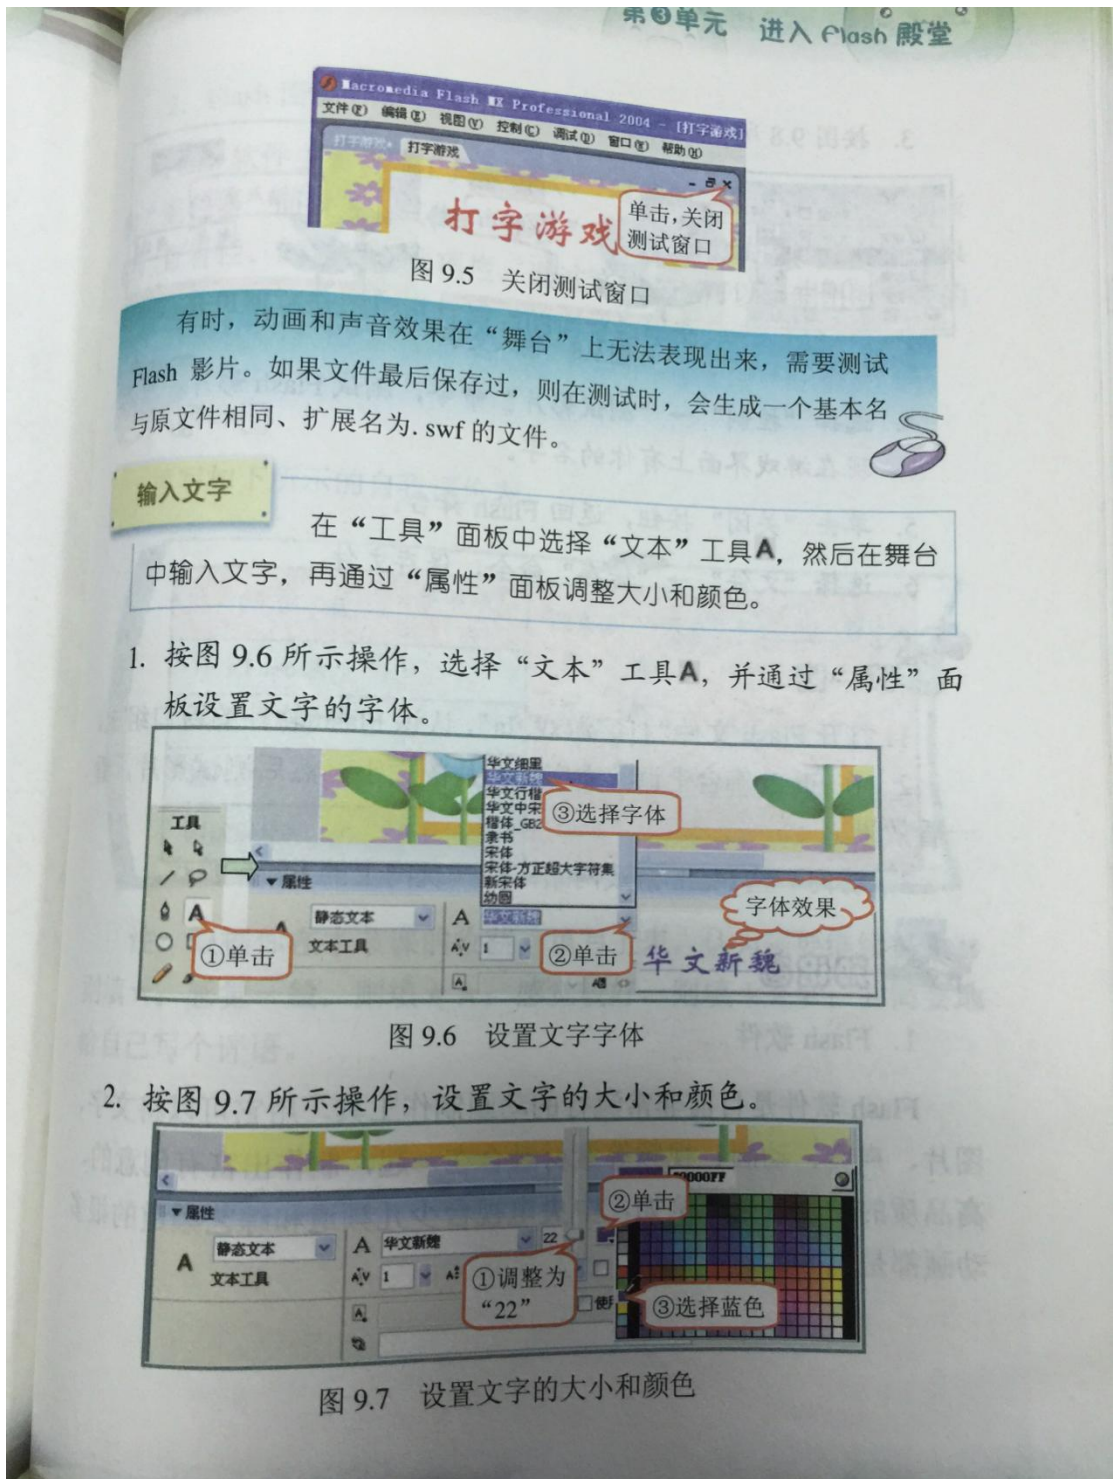 第3单元 进入 Flash 殿堂
Macromedia Flash MX Professional 2004 - [打字游戏]
文件(F) 编辑(E) 视图(V) 控制(C) 调试(D) 窗口(W) 帮助(H)
打字游戏* 打字游戏
打字游戏
单击,关闭
测试窗口
图 9.5 关闭测试窗口
有时，动画和声音效果在“舞台”上无法表现出来，需要测试
Flash 影片。如果文件最后保存过，则在测试时，会生成一个基本名
与原文件相同、扩展名为. swf 的文件。
输入文字
在“工具”面板中选择“文本”工具A，然后在舞台
中输入文字，再通过“属性”面板调整大小和颜色。
1. 按图 9.6 所示操作，选择“文本”工具A，并通过“属性”面
板设置文字的字体。
华文细黑
华文新魏
华文行楷
华文中宋
楷体_GB2
隶书
宋体
宋体-方正超大字符集
新宋体
幼圆
③选择字体
工具
▼属性
A
①单击
静态文本
文本工具
A 华文新魏
A V 1
②单击
字体效果
华文新魏
图 9.6 设置文字字体
2. 按图 9.7 所示操作，设置文字的大小和颜色。
0000FF
②单击
▼属性
A 静态文本 A 华文新魏 22
文本工具 A V 1
①调整为
“22”
③选择蓝色
图 9.7 设置文字的大小和颜色